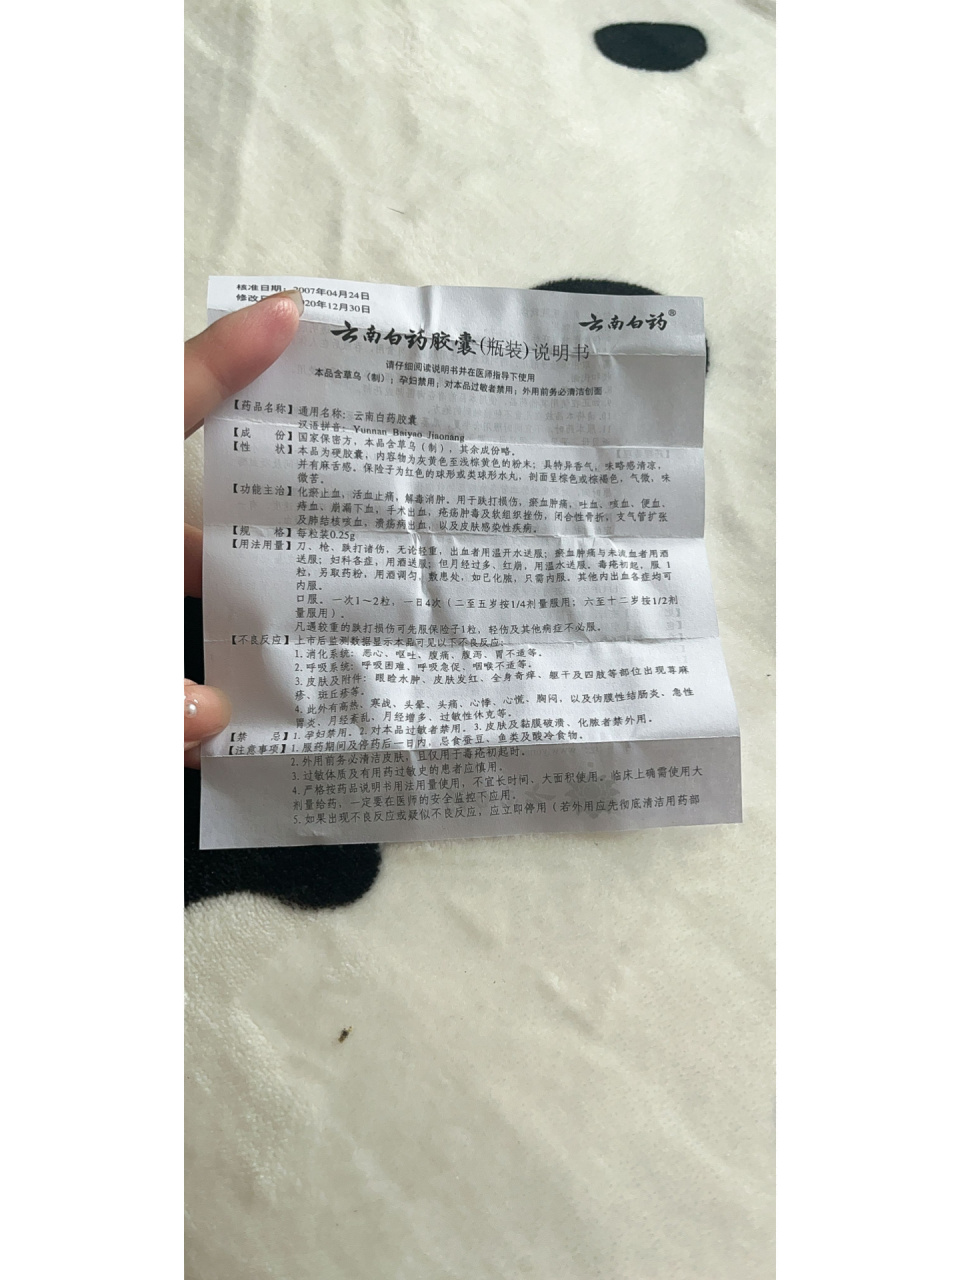 核准日期：2007年04月24日
修改日 020年12月30日
云南白药®
云南白药胶囊(瓶装)说明书
请仔细阅读说明书并在医师指导下使用
本品含草乌（制）；孕妇禁用；对本品过敏者禁用；外用前务必清洁创面
【药品名称】通用名称：云南白药胶囊
汉语拼音：Yunnan Baiyao Jiaonang
【成　份】国家保密方，本品含草乌（制），其余成份略。
【性　状】本品为硬胶囊，内容物为灰黄色至浅棕黄色的粉末；具特异香气，味略感清凉，
并有麻舌感。保险子为红色的球形或类球形水丸，剖面呈棕色或棕褐色，气微，味
微苦。
【功能主治】化瘀止血，活血止痛，解毒消肿。用于跌打损伤，瘀血肿痛，吐血、咳血、便血、
痔血、崩漏下血，手术出血，疮疡肿毒及软组织挫伤，闭合性骨折，支气管扩张
及肺结核咳血，溃疡病出血，以及皮肤感染性疾病。
【规　格】每粒装0.25g
【用法用量】刀、枪、跌打诸伤，无论轻重，出血者用温开水送服；瘀血肿痛与未流血者用酒
送服；妇科各症，用酒送服；但月经过多、红崩，用温水送服。毒疮初起，服 1
粒，另取药粉，用酒调匀，敷患处，如已化脓，只需内服。其他内出血各症均可
内服。
口服。一次1～2粒，一日4次（二至五岁按1/4剂量服用；六至十二岁按1/2剂
量服用）。
凡遇较重的跌打损伤可先服保险子1粒，轻伤及其他病症不必服。
【不良反应】上市后监测数据显示本品可见以下不良反应：
1. 消化系统：恶心、呕吐、腹痛、腹泻、胃不适等。
2. 呼吸系统：呼吸困难、呼吸急促、咽喉不适等。
3. 皮肤及附件：眼睑水肿、皮肤发红、全身奇痒、躯干及四肢等部位出现荨麻
疹、斑丘疹等。
4. 此外有高热、寒战、头晕、头痛、心悸、心慌、胸闷，以及伪膜性结肠炎、急性
胃炎、月经紊乱、月经增多、过敏性休克等。
【禁　忌】1. 孕妇禁用。2. 对本品过敏者禁用。3. 皮肤及黏膜破溃、化脓者禁外用。
【注意事项】1. 服药期间及停药后一日内，忌食蚕豆、鱼类及酸冷食物。
2. 外用前务必清洁皮肤，且仅用于毒疮初起时。
3. 过敏体质及有用药过敏史的患者应慎用。
4. 严格按药品说明书用法用量使用，不宜长时间、大面积使用。临床上确需使用大
剂量给药，一定要在医师的安全监控下应用。
5. 如果出现不良反应或疑似不良反应，应立即停用（若外用应先彻底清洁用药部